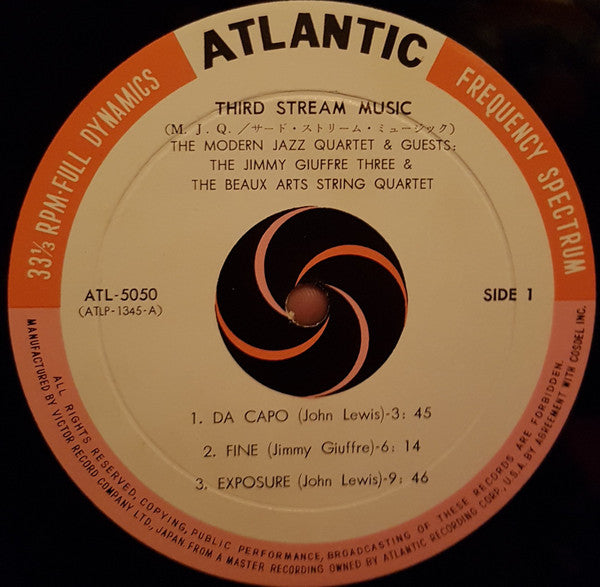 ATLANTIC
33⅓ RPM·FULL DYNAMICS
FREQUENCY SPECTRUM
THIRD STREAM MUSIC
(M. J. Q. ／サード・ストリーム・ミュージック)
THE MODERN JAZZ QUARTET & GUESTS:
THE JIMMY GIUFFRE THREE &
THE BEAUX ARTS STRING QUARTET
ATL-5050
(ATLP-1345-A)
SIDE 1
1. DA CAPO (John Lewis)-3: 45
2. FINE (Jimmy Giuffre)-6: 14
3. EXPOSURE (John Lewis)-9: 46
ALL RIGHTS RESERVED, COPYING, PUBLIC PERFORMANCE, BROADCASTING OF THESE RECORDS ARE FORBIDDEN.
MANUFACTURED BY VICTOR RECORD COMPANY LTD., JAPAN. FROM A MASTER RECORDING OWNED BY ATLANTIC RECORDING CORP., U.S.A. BY AGREEMENT WITH COSDEL INC.